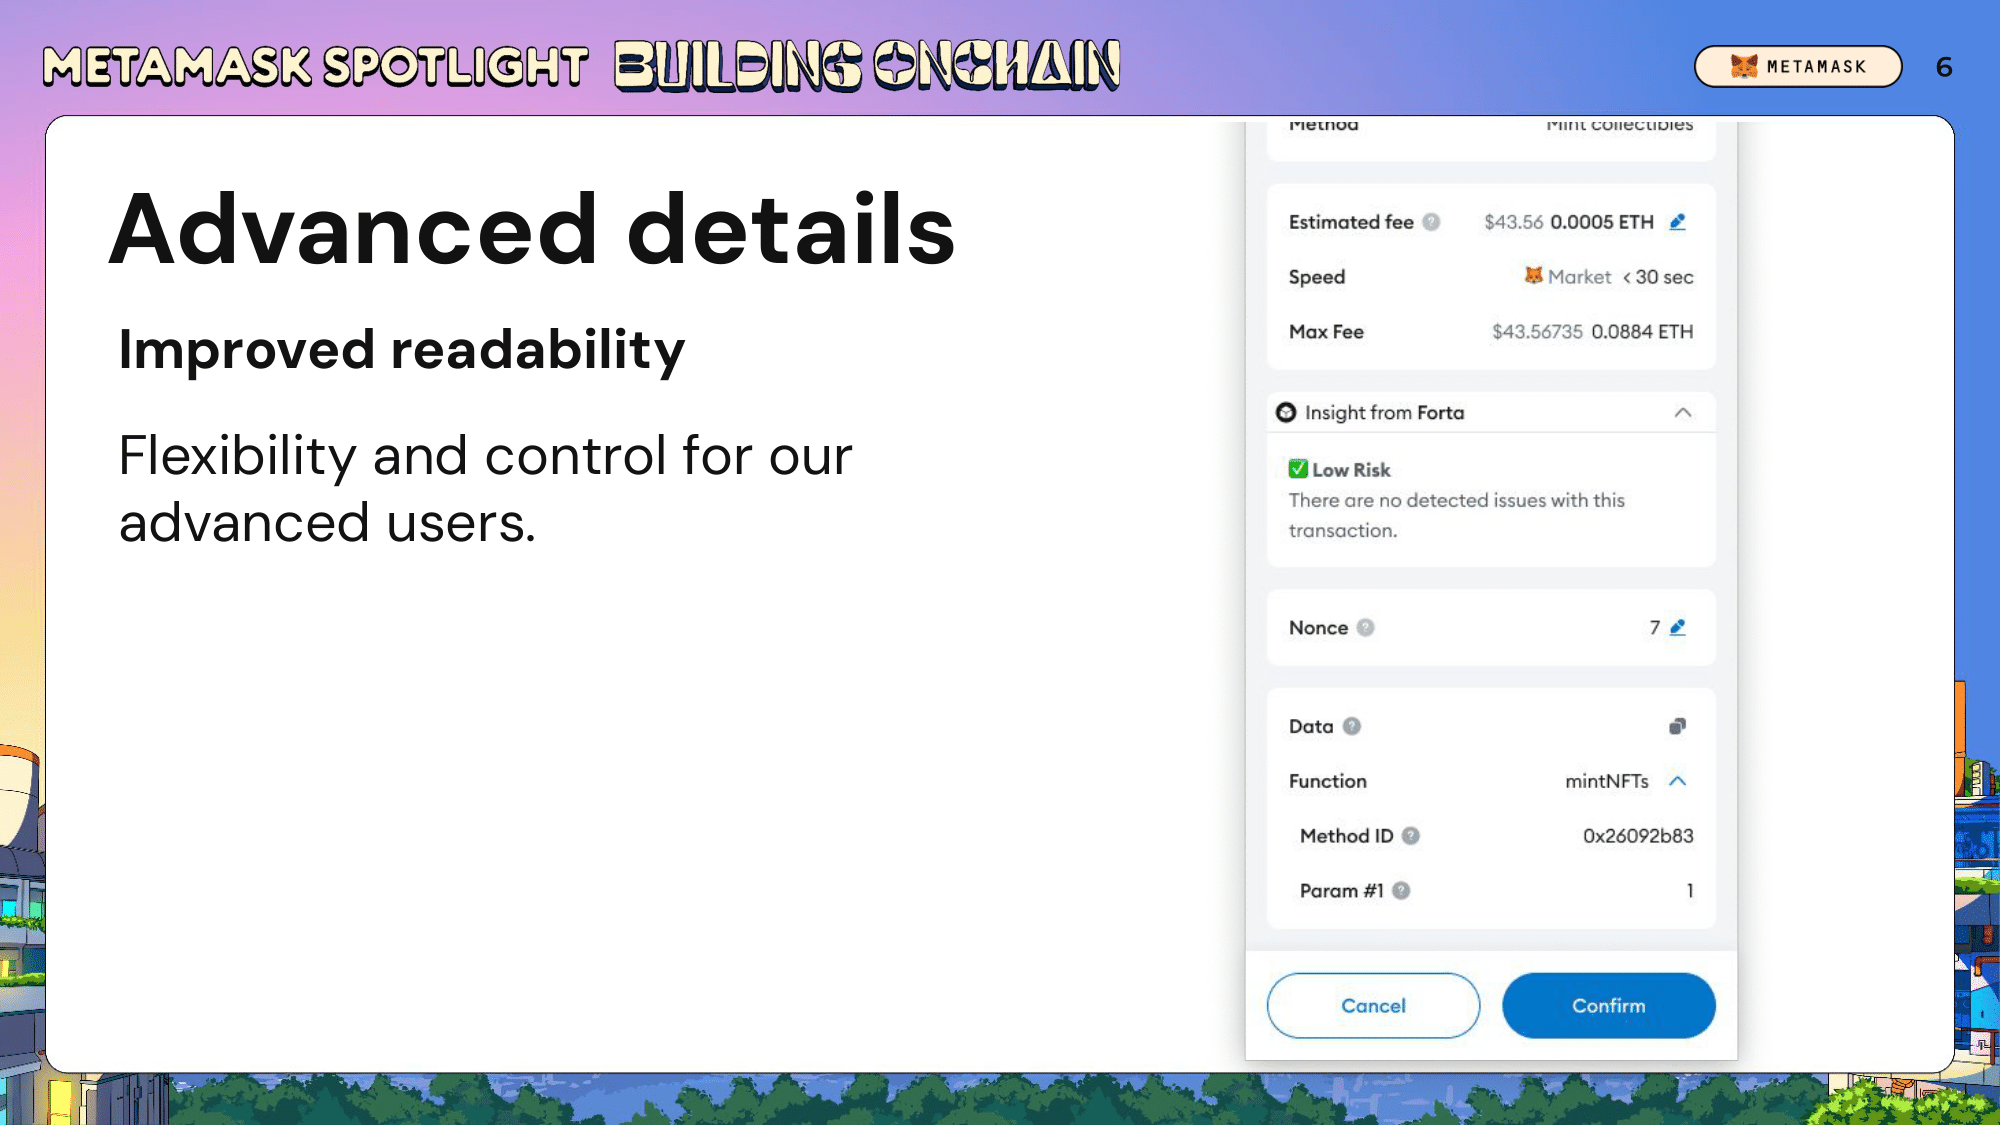 METAMASK SPOTLIGHT BUILDING ONCHAIN
METAMASK 6
Advanced details
Improved readability
Flexibility and control for our
advanced users.
Method Mint collectibles
Estimated fee $43.56 0.0005 ETH
Speed Market < 30 sec
Max Fee $43.56735 0.0884 ETH
Insight from Forta
Low Risk
There are no detected issues with this
transaction.
Nonce 7
Data
Function mintNFTs
Method ID 0x26092b83
Param #1 1
Cancel Confirm